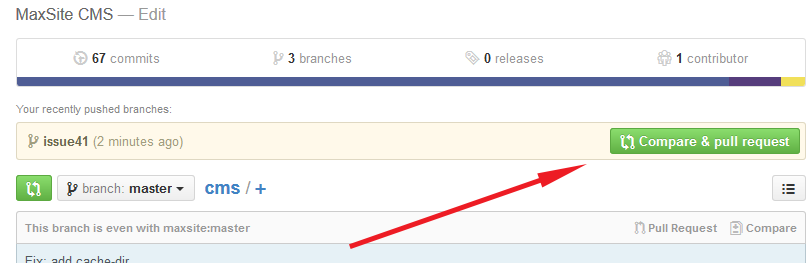 MaxSite CMS — Edit
67 commits 3 branches 0 releases 1 contributor
Your recently pushed branches:
issue41 (2 minutes ago) Compare & pull request
branch: master cms / +
This branch is even with maxsite:master Pull Request Compare
Fix: add cache-dir